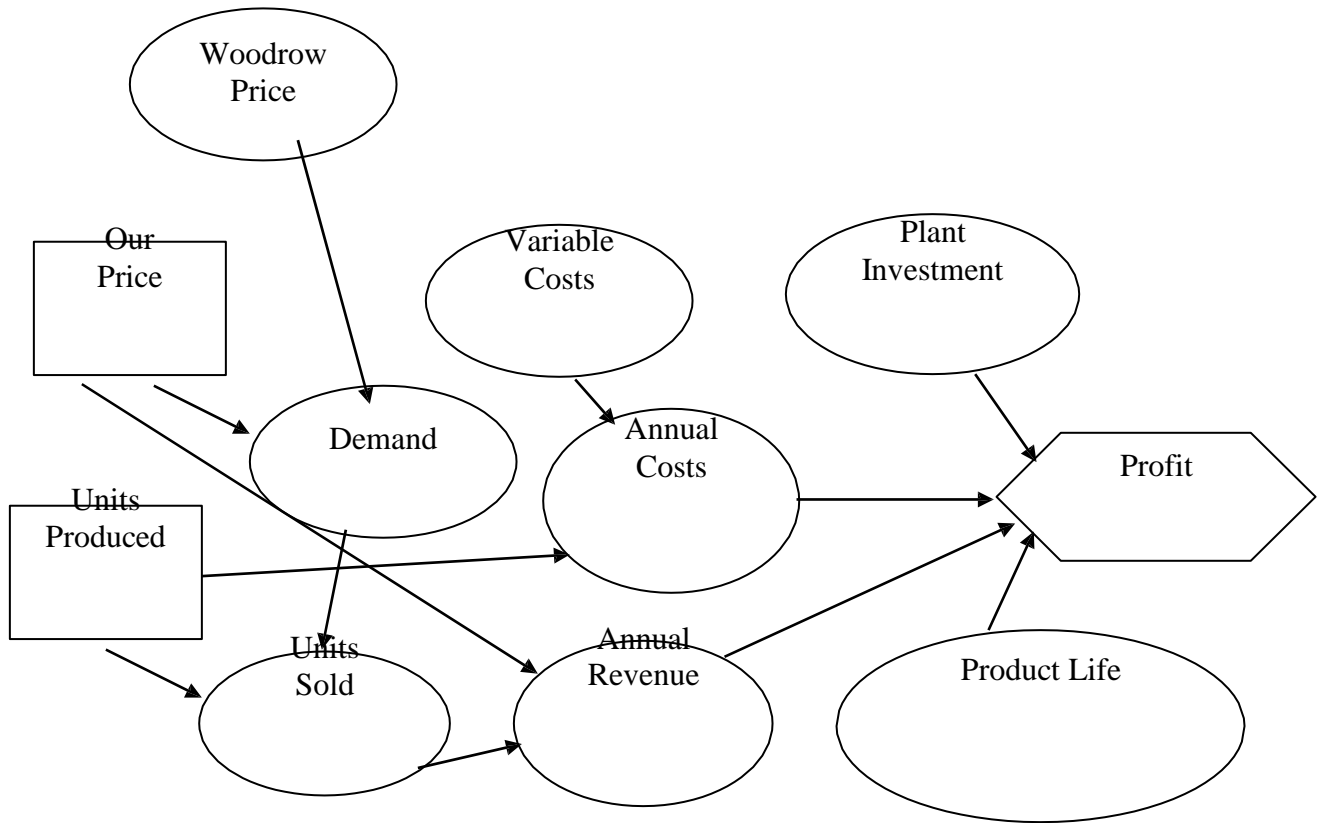 Woodrow
Price
Our
Price
Variable
Costs
Plant
Investment
Demand
Annual
Costs
Profit
Units
Produced
Units
Sold
Annual
Revenue
Product Life